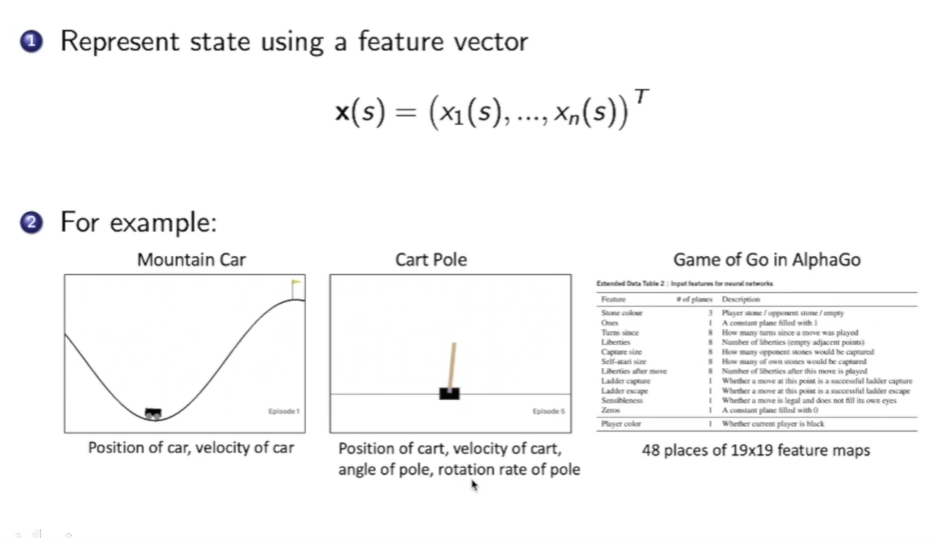 1 Represent state using a feature vector
x(s) = (x₁(s), ..., xₙ(s))ᵀ
2 For example:
Mountain Car
Episode 1
Position of car, velocity of car
Cart Pole
Episode 5
Position of cart, velocity of cart,
angle of pole, rotation rate of pole
Game of Go in AlphaGo
Extended Data Table 2 | Input features for neural networks
Feature # of planes Description
Stone colour 3 Player stone / opponent stone / empty
Ones 1 A constant plane filled with 1
Turns since 8 How many turns since a move was played
Liberties 8 Number of liberties (empty adjacent points)
Capture size 8 How many opponent stones would be captured
Self-atari size 8 How many of own stones would be captured
Liberties after move 8 Number of liberties after this move is played
Ladder capture 1 Whether a move at this point is a successful ladder capture
Ladder escape 1 Whether a move at this point is a successful ladder escape
Sensibleness 1 Whether a move is legal and does not fill its own eyes
Zeros 1 A constant plane filled with 0
Player color 1 Whether current player is black
48 places of 19x19 feature maps